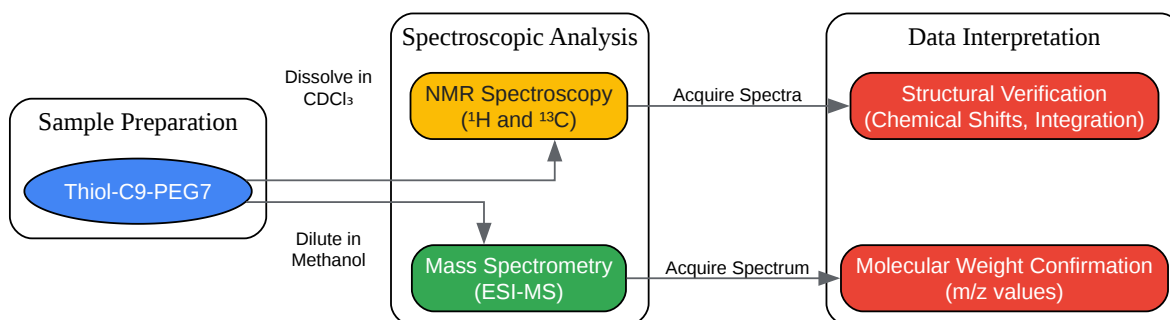 Sample Preparation
Thiol-C9-PEG7
Dissolve in
CDCl₃
Dilute in
Methanol
Spectroscopic Analysis
NMR Spectroscopy
(¹H and ¹³C)
Mass Spectrometry
(ESI-MS)
Acquire Spectra
Acquire Spectrum
Data Interpretation
Structural Verification
(Chemical Shifts, Integration)
Molecular Weight Confirmation
(m/z values)